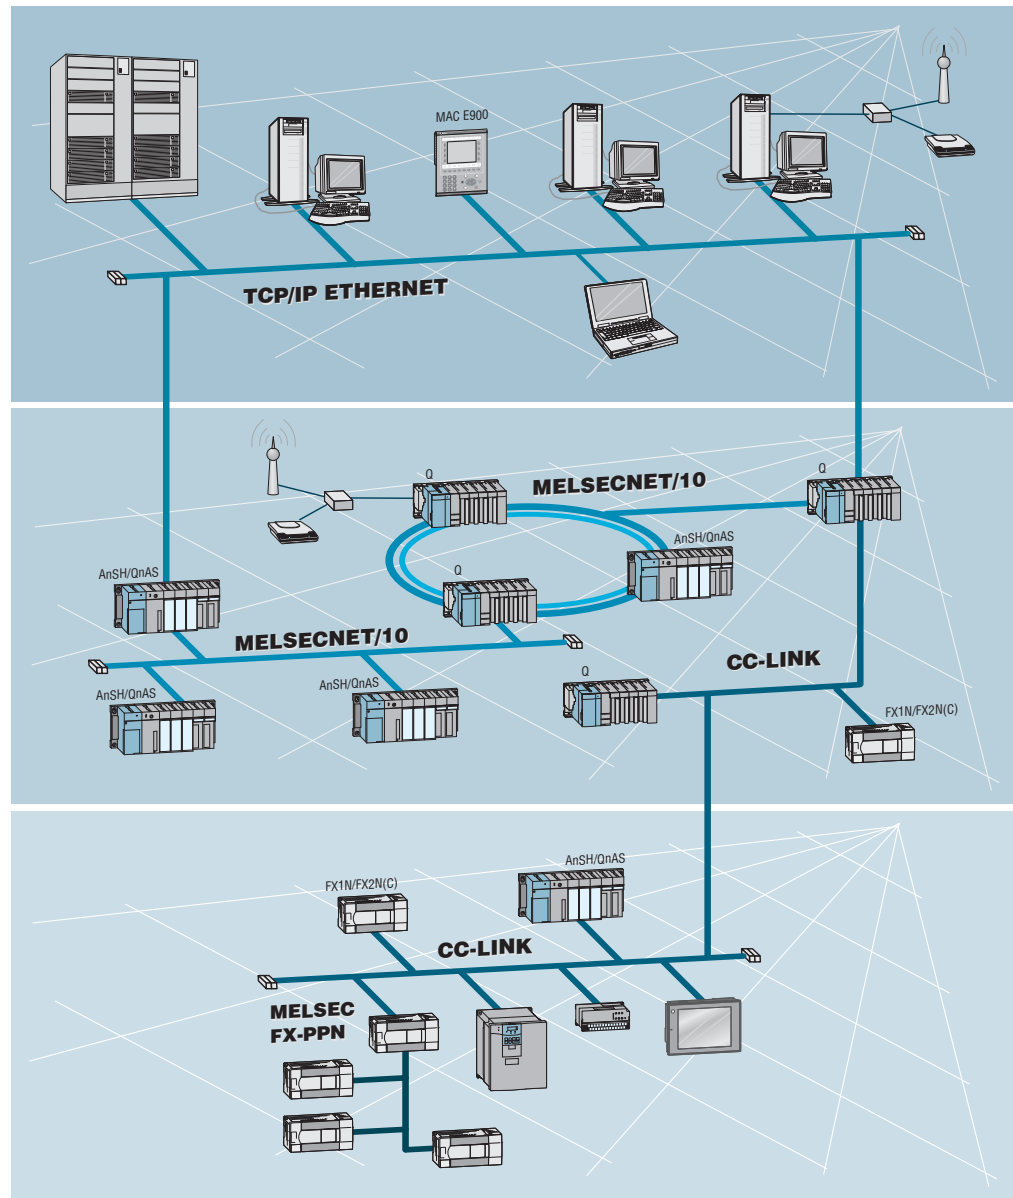 MAC E900
TCP/IP ETHERNET
Q
MELSECNET/10
Q
AnSH/QnAS
AnSH/QnAS
Q
MELSECNET/10
CC-LINK
Q
AnSH/QnAS
AnSH/QnAS
FX1N/FX2N(C)
AnSH/QnAS
FX1N/FX2N(C)
CC-LINK
MELSEC
FX-PPN